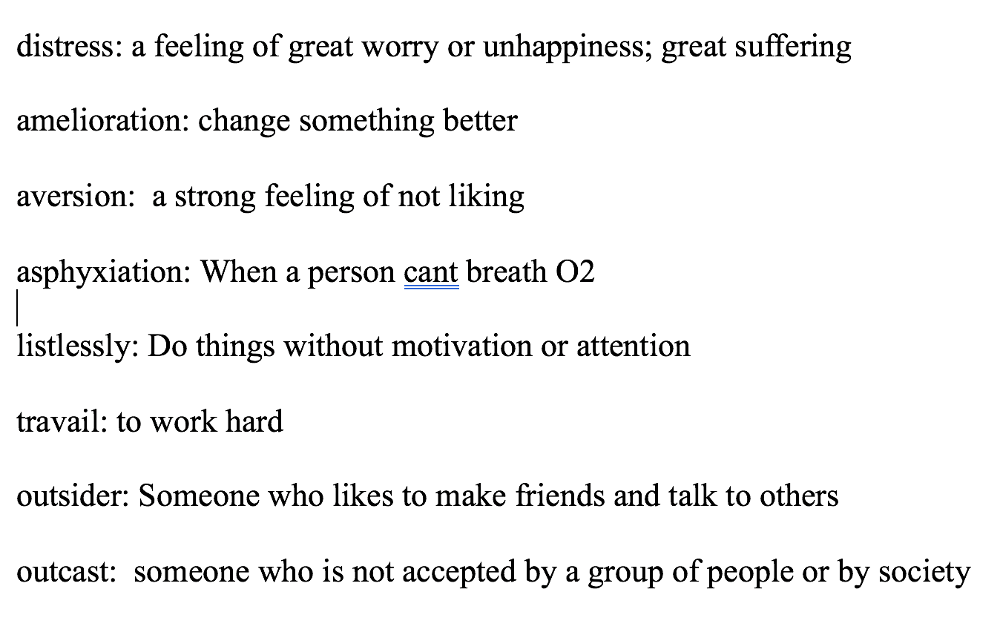 distress: a feeling of great worry or unhappiness; great suffering
amelioration: change something better
aversion:  a strong feeling of not liking
asphyxiation: When a person cant breath O2
listlessly: Do things without motivation or attention
travail: to work hard
outsider: Someone who likes to make friends and talk to others
outcast:  someone who is not accepted by a group of people or by society